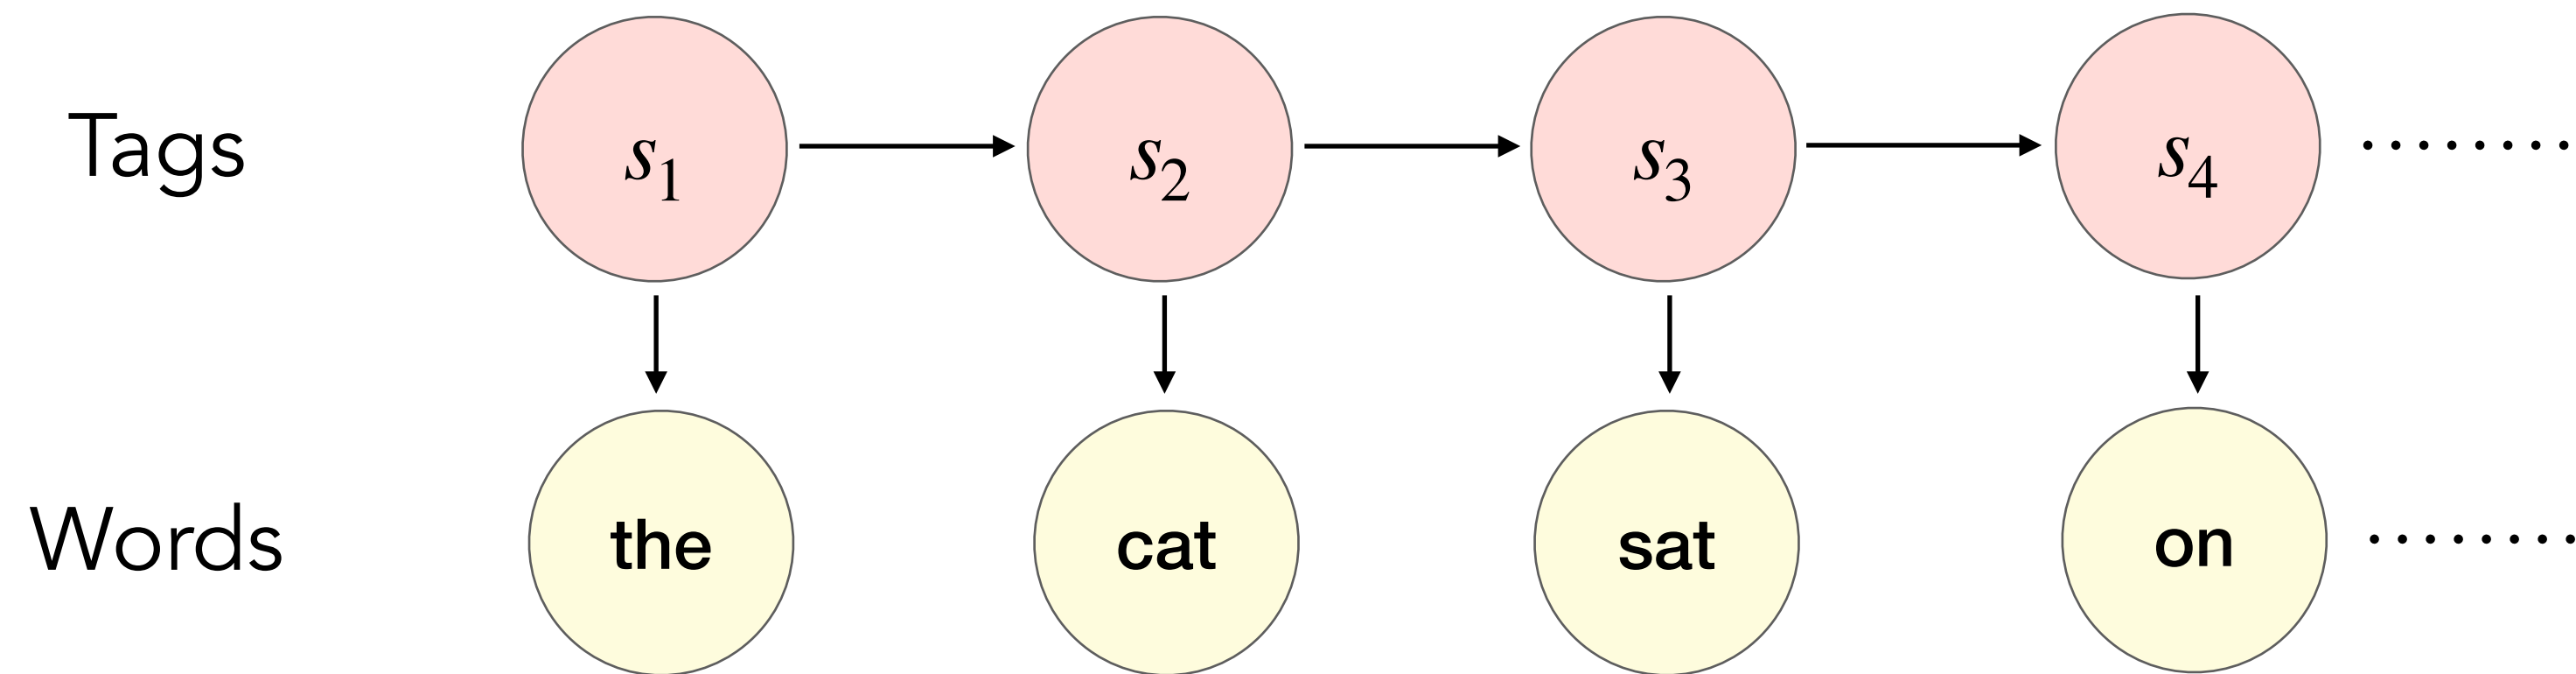 Tags s₁ s₂ s₃ s₄ ........
Words the cat sat on ........